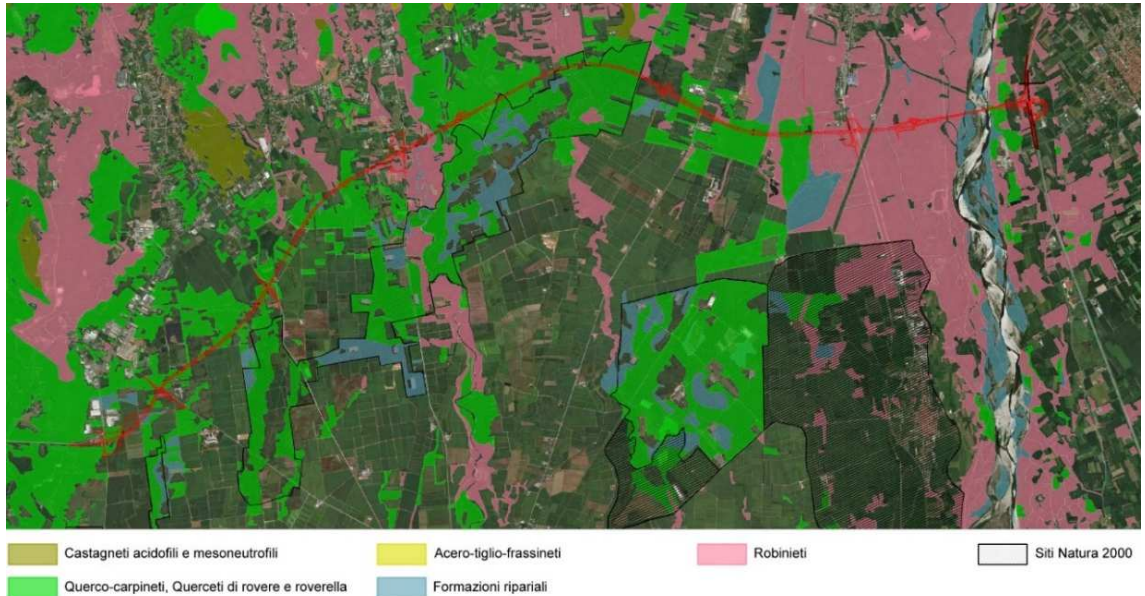 Castagneti acidofili e mesoneutrofili
Acero-tiglio-frassineti
Robinieti
Siti Natura 2000
Querco-carpineti, Querceti di rovere e roverella
Formazioni ripariali